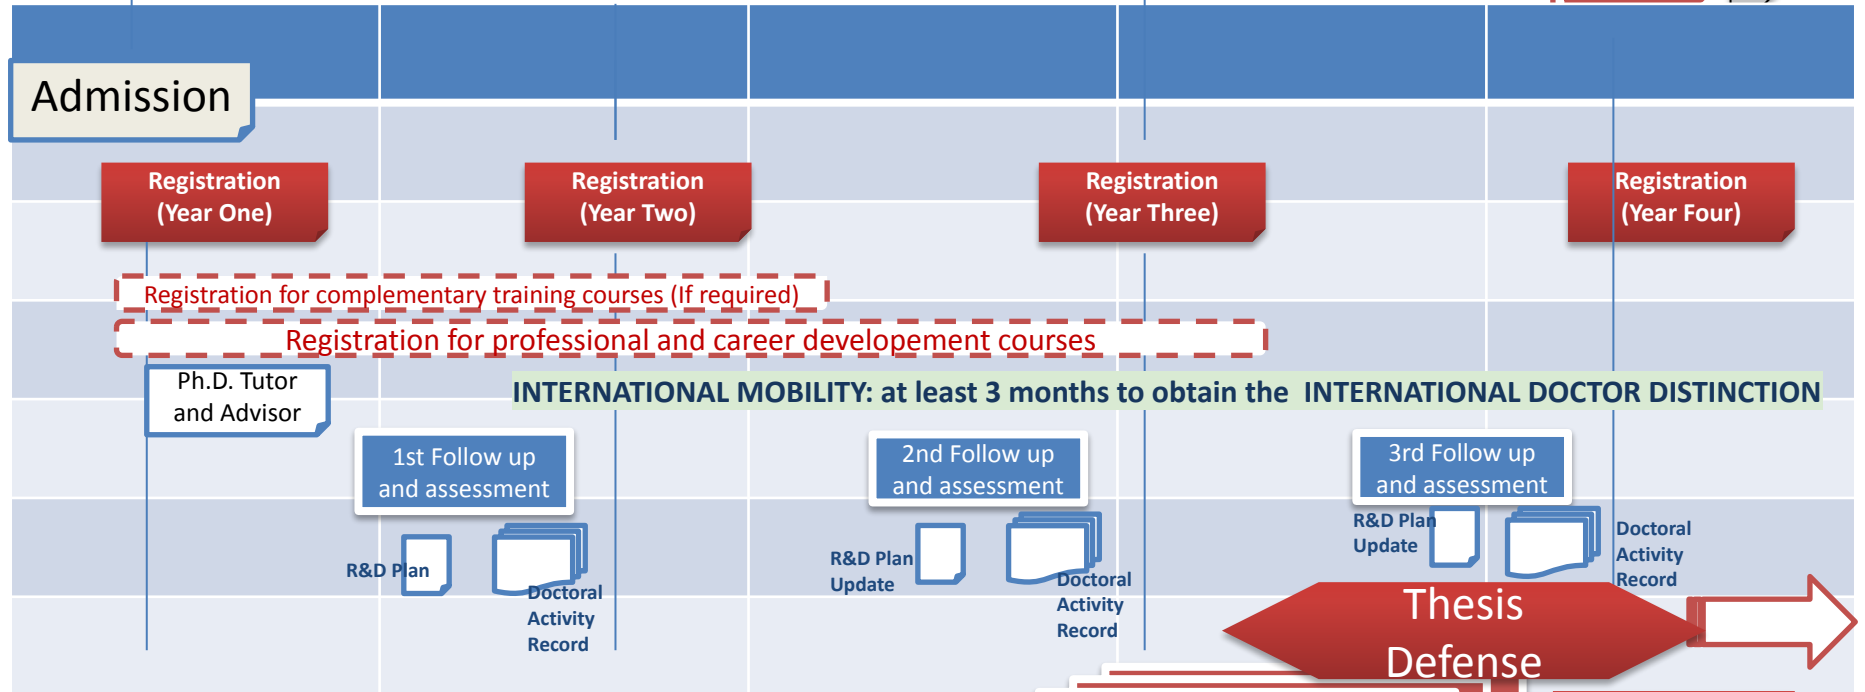 Admission
Registration
(Year One)
Registration
(Year Two)
Registration
(Year Three)
Registration
(Year Four)
Registration for complementary training courses (If required)
Registration for professional and career developement courses
Ph.D. Tutor
and Advisor
INTERNATIONAL MOBILITY: at least 3 months to obtain the INTERNATIONAL DOCTOR DISTINCTION
1st Follow up
and assessment
2nd Follow up
and assessment
3rd Follow up
and assessment
R&D Plan
Doctoral
Activity
Record
R&D Plan
Update
Doctoral
Activity
Record
R&D Plan
Update
Doctoral
Activity
Record
Thesis
Defense